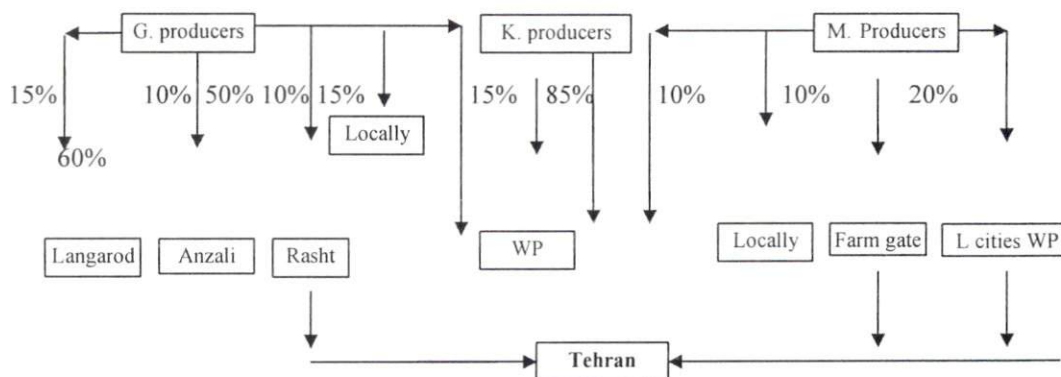 G. producers K. producers M. Producers
15% 10% 50% 10% 15% 15% 85% 10% 10% 20%
Locally
60%
Langarod Anzali Rasht WP Locally Farm gate L cities WP
Tehran